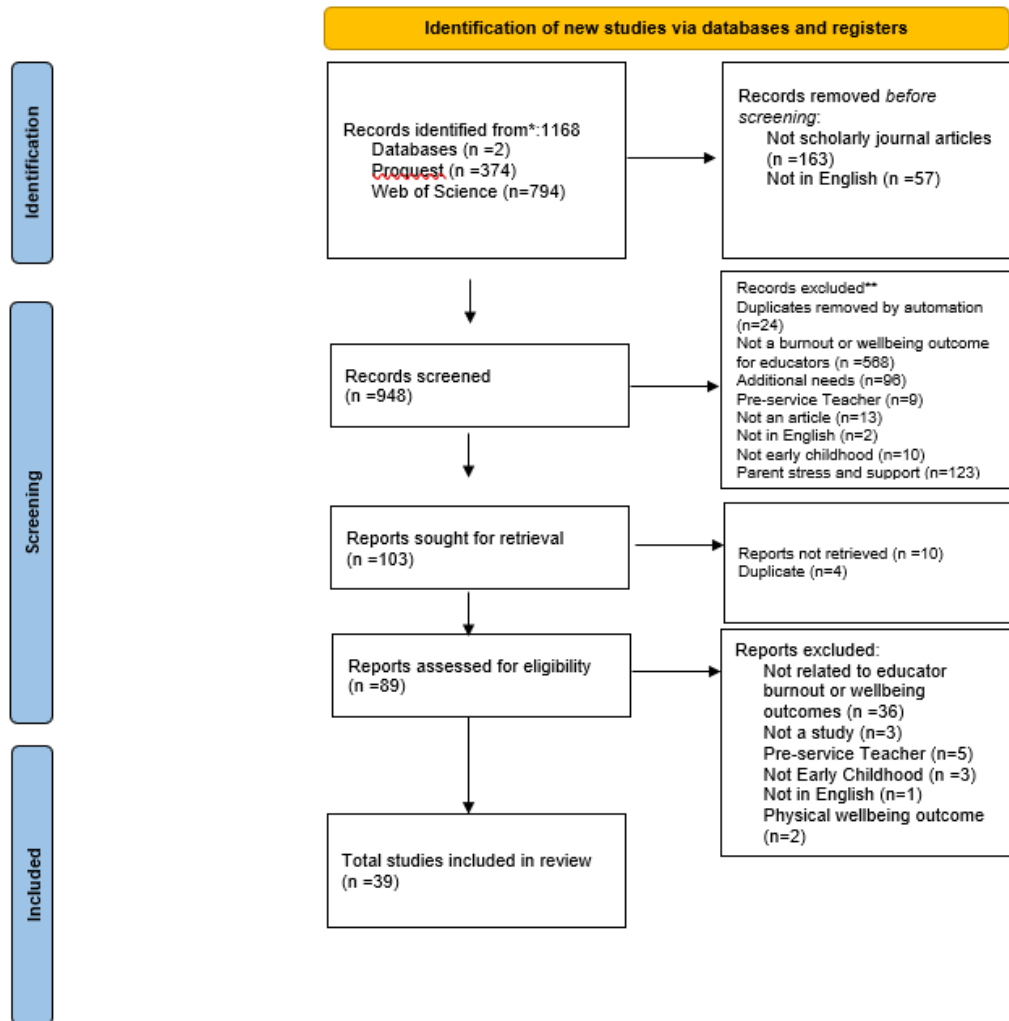 Identification of new studies via databases and registers
Identification
Records identified from*:1168
Databases (n =2)
Proquest (n =374)
Web of Science (n=794)
Records removed before
screening:
Not scholarly journal articles
(n =163)
Not in English (n =57)
Screening
Records screened
(n =948)
Records excluded**
Duplicates removed by automation
(n=24)
Not a burnout or wellbeing outcome
for educators (n =568)
Additional needs (n=96)
Pre-service Teacher (n=9)
Not an article (n=13)
Not in English (n=2)
Not early childhood (n=10)
Parent stress and support (n=123)
Reports sought for retrieval
(n =103)
Reports not retrieved (n =10)
Duplicate (n=4)
Reports assessed for eligibility
(n =89)
Reports excluded:
Not related to educator
burnout or wellbeing
outcomes (n =36)
Not a study (n=3)
Pre-service Teacher (n=5)
Not Early Childhood (n =3)
Not in English (n=1)
Physical wellbeing outcome
(n=2)
Included
Total studies included in review
(n =39)